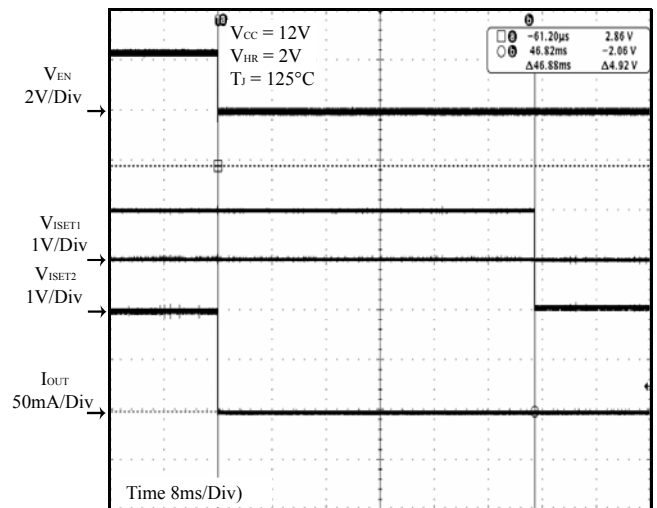 a
b
VCC = 12V
VHR = 2V
TJ = 125°C
a -61.20μs 2.86 V
b 46.82ms -2.06 V
Δ46.88ms Δ4.92 V
VEN
2V/Div
VISET1
1V/Div
VISET2
1V/Div
IOUT
50mA/Div
Time 8ms/Div)